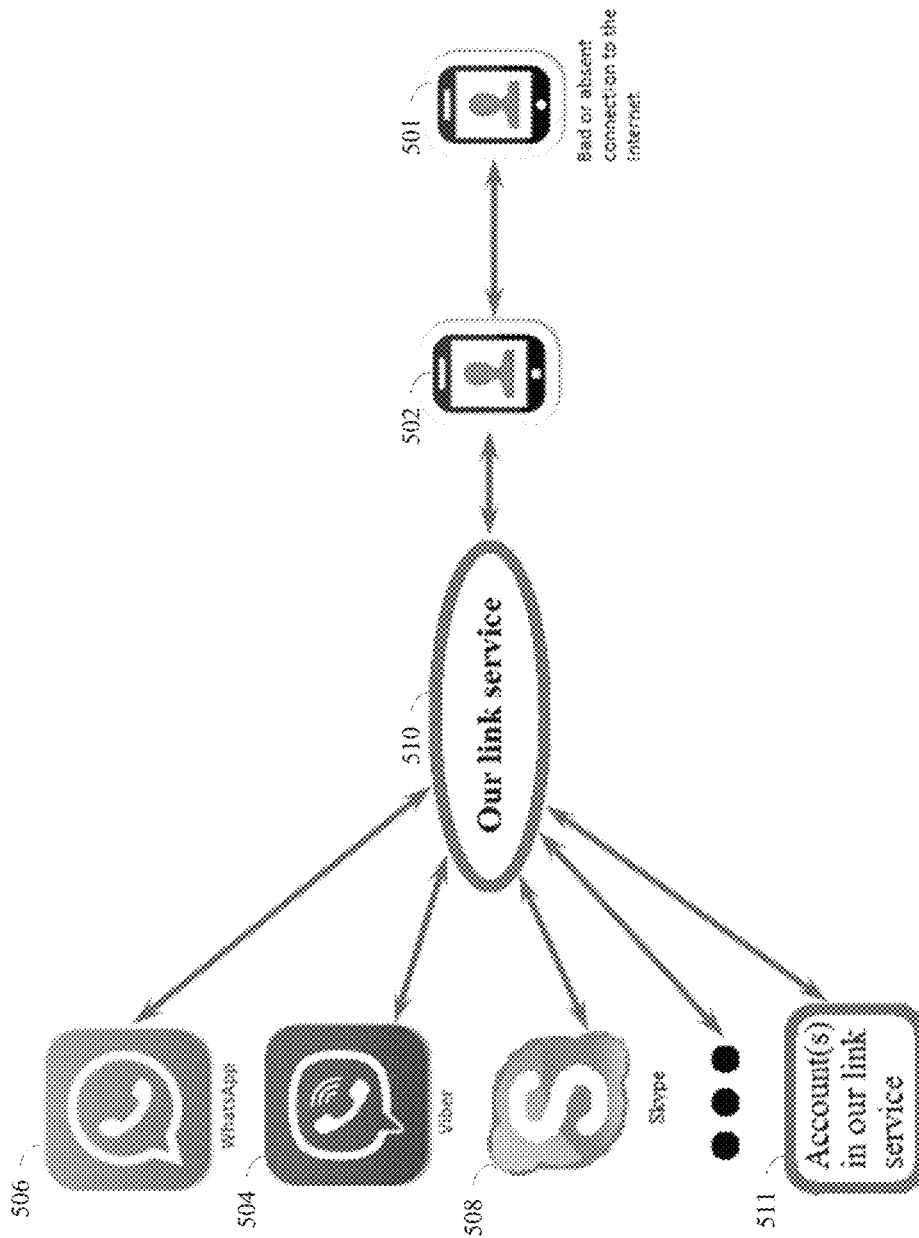 506
WhatsApp
504
Viber
508
Skype
511
Account(s)
in our link
service
510
Our link service
502
501
Bad or absent
connection to the
Internet